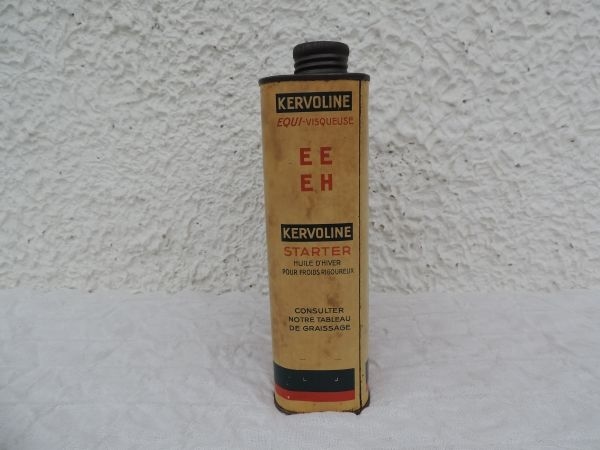 KERVOLINE
EQUI-VISQUEUSE
E E
E H
KERVOLINE
STARTER
HUILE D'HIVER
POUR FROIDS RIGOUREUX
CONSULTER
NOTRE TABLEAU
DE GRAISSAGE